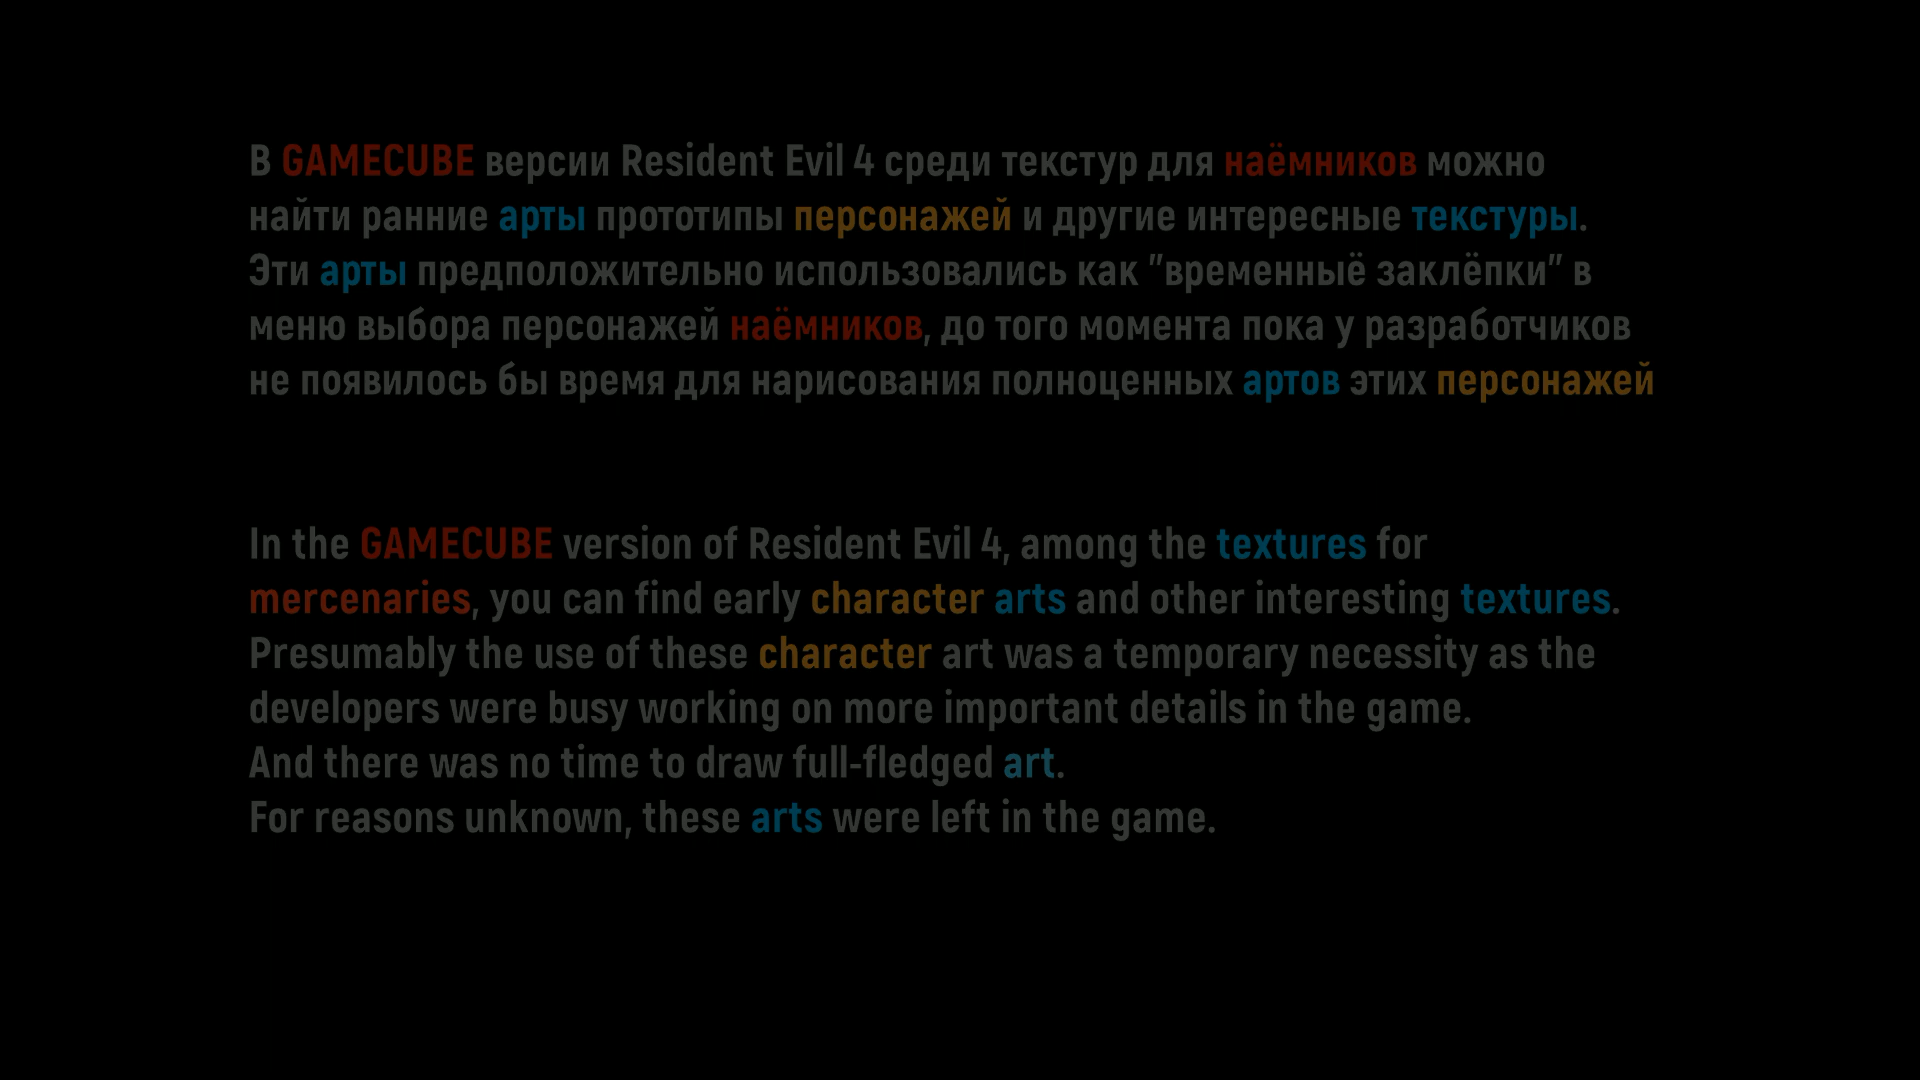 В GAMECUBE версии Resident Evil 4 среди текстур для наёмников можно
найти ранние арты прототипы персонажей и другие интересные текстуры.
Эти арты предположительно использовались как "временныё заклёпки" в
меню выбора персонажей наёмников, до того момента пока у разработчиков
не появилось бы время для нарисования полноценных артов этих персонажей
In the GAMECUBE version of Resident Evil 4, among the textures for
mercenaries, you can find early character arts and other interesting textures.
Presumably the use of these character art was a temporary necessity as the
developers were busy working on more important details in the game.
And there was no time to draw full-fledged art.
For reasons unknown, these arts were left in the game.